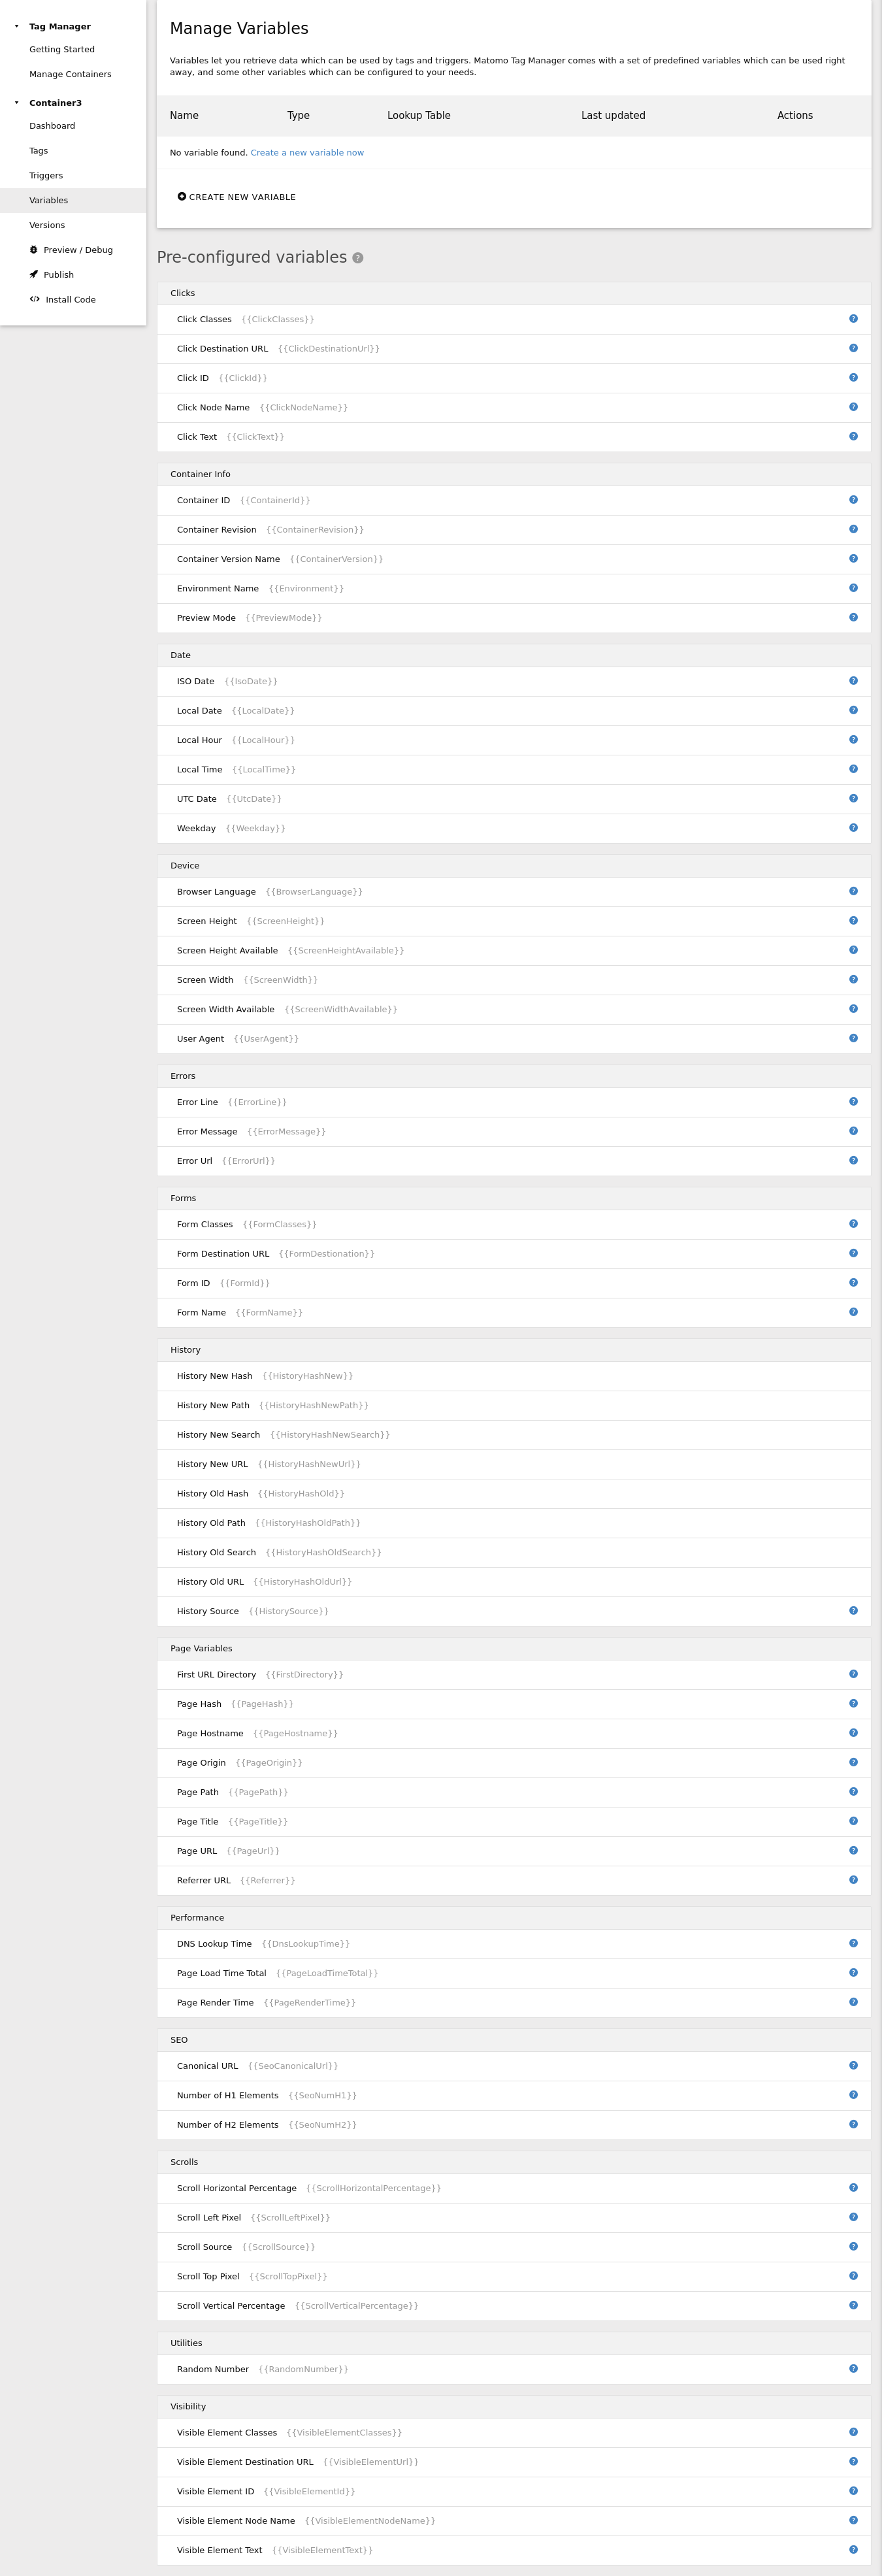 Tag Manager
Getting Started
Manage Containers
Container3
Dashboard
Tags
Triggers
Variables
Versions
Preview / Debug
Publish
Install Code
Manage Variables
Variables let you retrieve data which can be used by tags and triggers. Matomo Tag Manager comes with a set of predefined variables which can be used right
away, and some other variables which can be configured to your needs.
Name Type Lookup Table Last updated Actions
No variable found. Create a new variable now
CREATE NEW VARIABLE
Pre-configured variables ?
Clicks
Click Classes {{ClickClasses}} ?
Click Destination URL {{ClickDestinationUrl}} ?
Click ID {{ClickId}} ?
Click Node Name {{ClickNodeName}} ?
Click Text {{ClickText}} ?
Container Info
Container ID {{ContainerId}} ?
Container Revision {{ContainerRevision}} ?
Container Version Name {{ContainerVersion}} ?
Environment Name {{Environment}} ?
Preview Mode {{PreviewMode}} ?
Date
ISO Date {{IsoDate}} ?
Local Date {{LocalDate}} ?
Local Hour {{LocalHour}} ?
Local Time {{LocalTime}} ?
UTC Date {{UtcDate}} ?
Weekday {{Weekday}} ?
Device
Browser Language {{BrowserLanguage}} ?
Screen Height {{ScreenHeight}} ?
Screen Height Available {{ScreenHeightAvailable}} ?
Screen Width {{ScreenWidth}} ?
Screen Width Available {{ScreenWidthAvailable}} ?
User Agent {{UserAgent}} ?
Errors
Error Line {{ErrorLine}} ?
Error Message {{ErrorMessage}} ?
Error Url {{ErrorUrl}} ?
Forms
Form Classes {{FormClasses}} ?
Form Destination URL {{FormDestionation}} ?
Form ID {{FormId}} ?
Form Name {{FormName}} ?
History
History New Hash {{HistoryHashNew}}
History New Path {{HistoryHashNewPath}}
History New Search {{HistoryHashNewSearch}}
History New URL {{HistoryHashNewUrl}}
History Old Hash {{HistoryHashOld}}
History Old Path {{HistoryHashOldPath}}
History Old Search {{HistoryHashOldSearch}}
History Old URL {{HistoryHashOldUrl}}
History Source {{HistorySource}} ?
Page Variables
First URL Directory {{FirstDirectory}} ?
Page Hash {{PageHash}} ?
Page Hostname {{PageHostname}} ?
Page Origin {{PageOrigin}} ?
Page Path {{PagePath}} ?
Page Title {{PageTitle}} ?
Page URL {{PageUrl}} ?
Referrer URL {{Referrer}} ?
Performance
DNS Lookup Time {{DnsLookupTime}} ?
Page Load Time Total {{PageLoadTimeTotal}} ?
Page Render Time {{PageRenderTime}} ?
SEO
Canonical URL {{SeoCanonicalUrl}} ?
Number of H1 Elements {{SeoNumH1}} ?
Number of H2 Elements {{SeoNumH2}} ?
Scrolls
Scroll Horizontal Percentage {{ScrollHorizontalPercentage}} ?
Scroll Left Pixel {{ScrollLeftPixel}} ?
Scroll Source {{ScrollSource}} ?
Scroll Top Pixel {{ScrollTopPixel}} ?
Scroll Vertical Percentage {{ScrollVerticalPercentage}} ?
Utilities
Random Number {{RandomNumber}} ?
Visibility
Visible Element Classes {{VisibleElementClasses}} ?
Visible Element Destination URL {{VisibleElementUrl}} ?
Visible Element ID {{VisibleElementId}} ?
Visible Element Node Name {{VisibleElementNodeName}} ?
Visible Element Text {{VisibleElementText}} ?